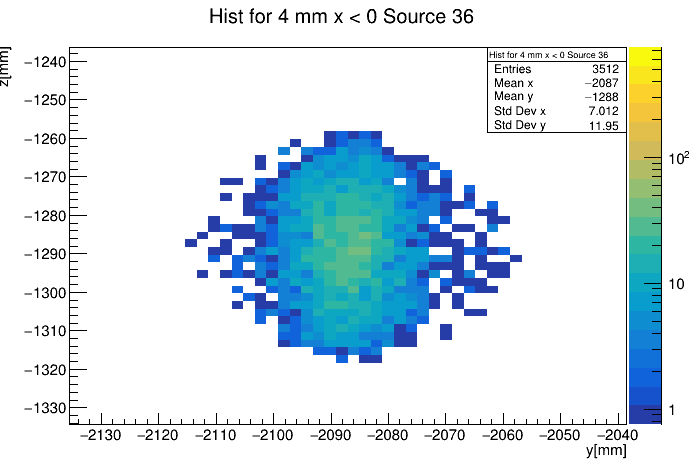 Hist for 4 mm x < 0 Source 36
z[mm]
−1240
−1250
−1260
−1270
−1280
−1290
−1300
−1310
−1320
−1330
Hist for 4 mm x < 0 Source 36
Entries 3512
Mean x −2087
Mean y −1288
Std Dev x 7.012
Std Dev y 11.95
10²
10
1
−2130 −2120 −2110 −2100 −2090 −2080 −2070 −2060 −2050 −2040
y[mm]